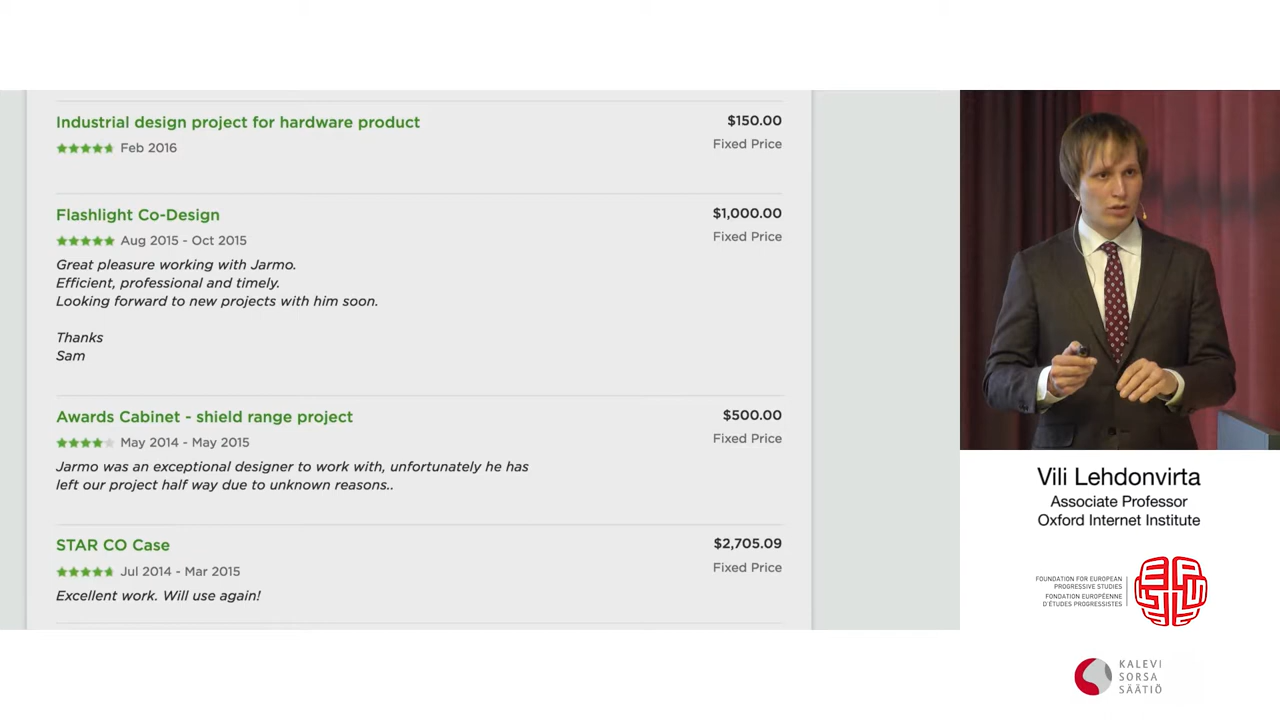 Industrial design project for hardware product
$150.00
Feb 2016
Fixed Price
Flashlight Co-Design
$1,000.00
Aug 2015 - Oct 2015
Fixed Price
Great pleasure working with Jarmo.
Efficient, professional and timely.
Looking forward to new projects with him soon.
Thanks
Sam
Awards Cabinet - shield range project
$500.00
May 2014 - May 2015
Fixed Price
Jarmo was an exceptional designer to work with, unfortunately he has
left our project half way due to unknown reasons..
STAR CO Case
$2,705.09
Jul 2014 - Mar 2015
Fixed Price
Excellent work. Will use again!
Vili Lehdonvirta
Associate Professor
Oxford Internet Institute
FOUNDATION FOR EUROPEAN
PROGRESSIVE STUDIES
FONDATION EUROPÉENNE
D'ÉTUDES PROGRESSISTES
KALEVI
SORSA
SÄÄTIÖ